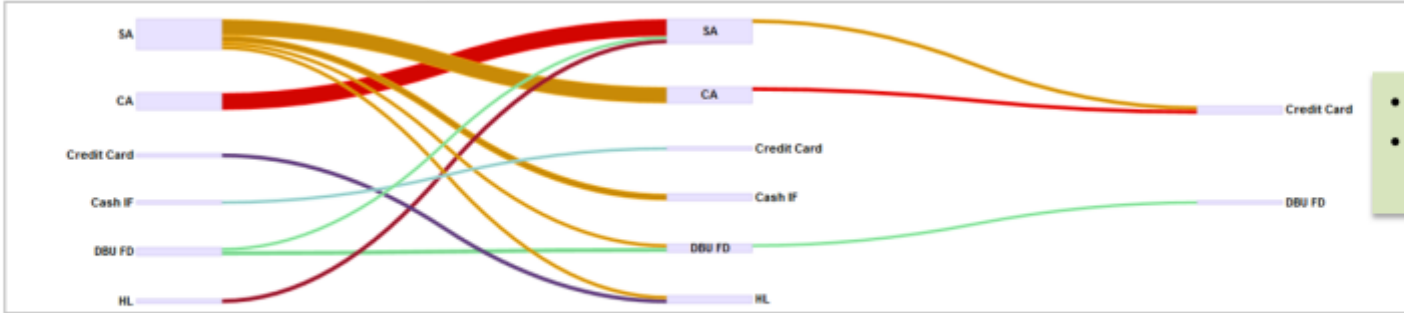 SA
CA
Credit Card
Cash IF
DBU FD
HL
SA
CA
Credit Card
Cash IF
DBU FD
HL
Credit Card
DBU FD